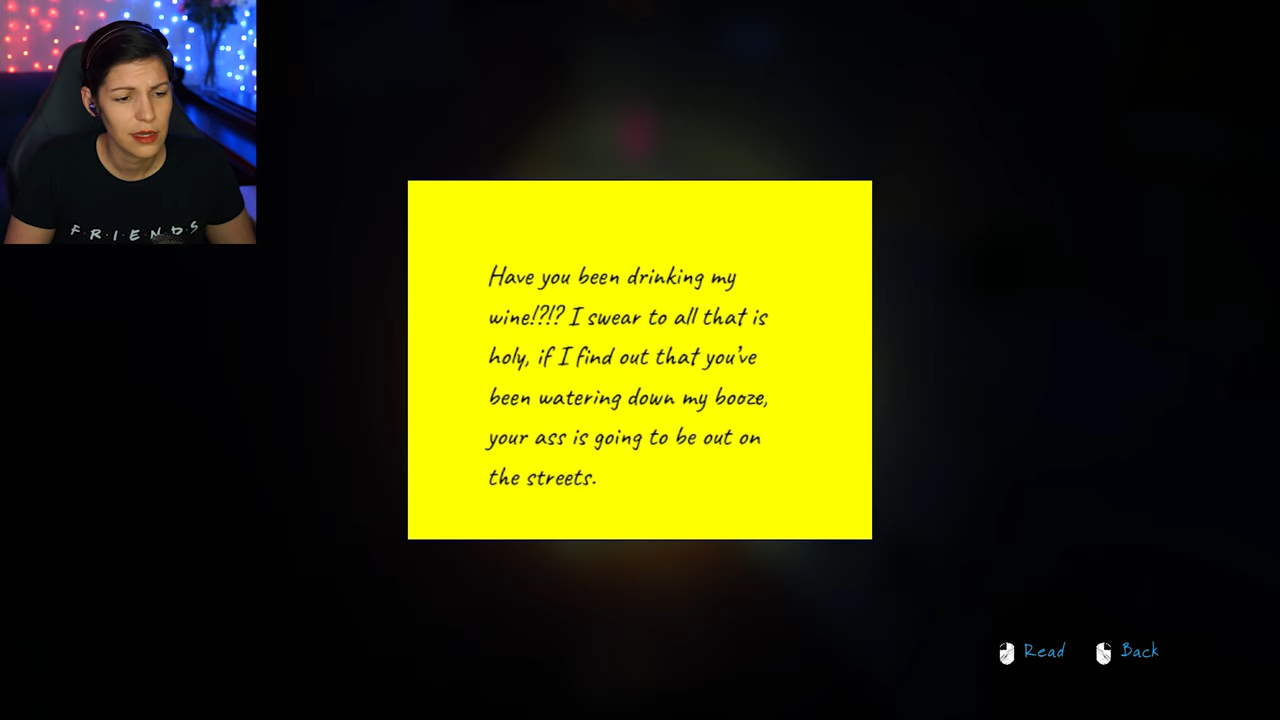 F·R·I·E·N·D·S
Have you been drinking my
wine!?!? I swear to all that is
holy, if I find out that you've
been watering down my booze,
your ass is going to be out on
the streets.
Read Back